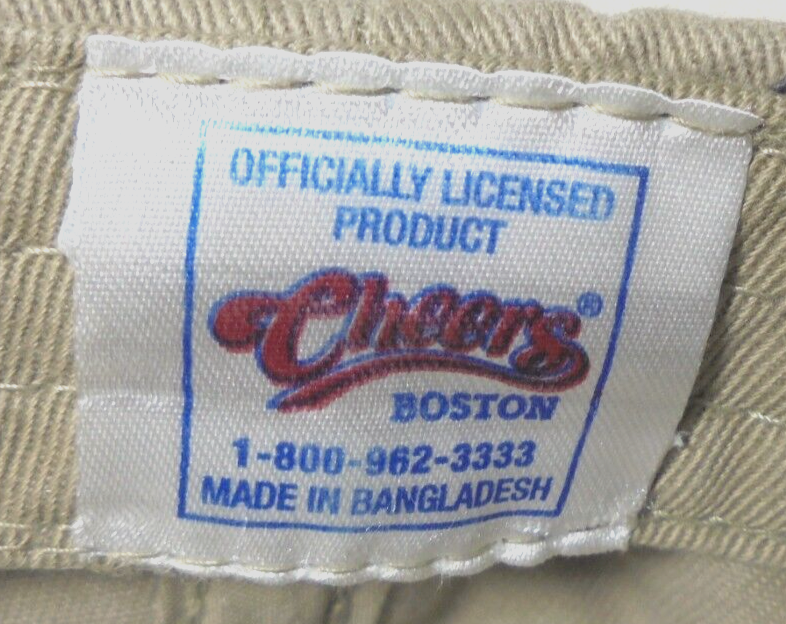 OFFICIALLY LICENSED
PRODUCT
Cheers®
BOSTON
1-800-962-3333
MADE IN BANGLADESH